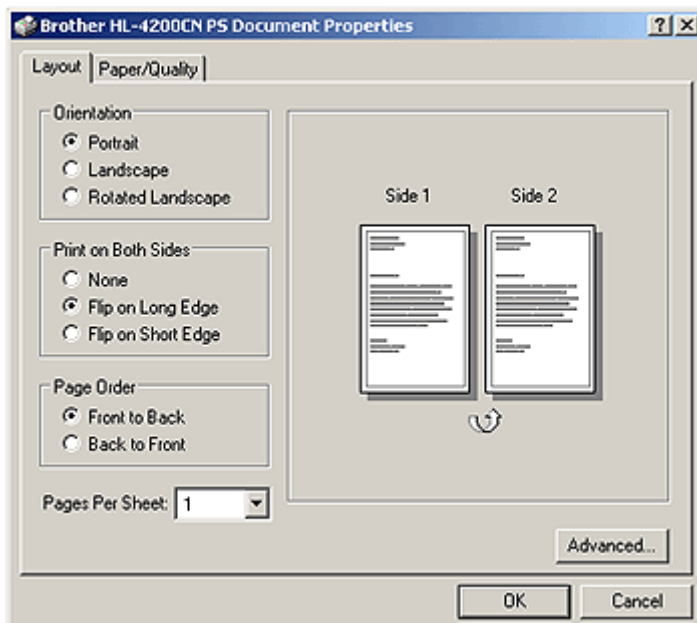 Brother HL-4200CN PS Document Properties
Layout
Paper/Quality
Orientation
Portrait
Landscape
Rotated Landscape
Print on Both Sides
None
Flip on Long Edge
Flip on Short Edge
Page Order
Front to Back
Back to Front
Pages Per Sheet: 1
Side 1
Side 2
Advanced...
OK
Cancel